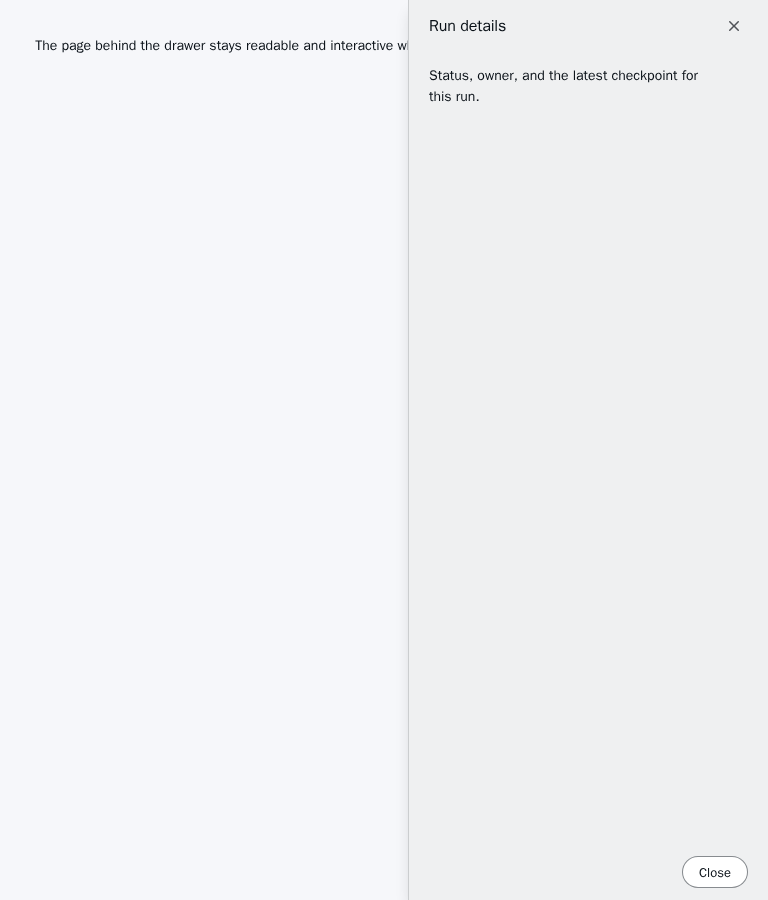 The page behind the drawer stays readable and interactive
Run details
Status, owner, and the latest checkpoint for
this run.
Close